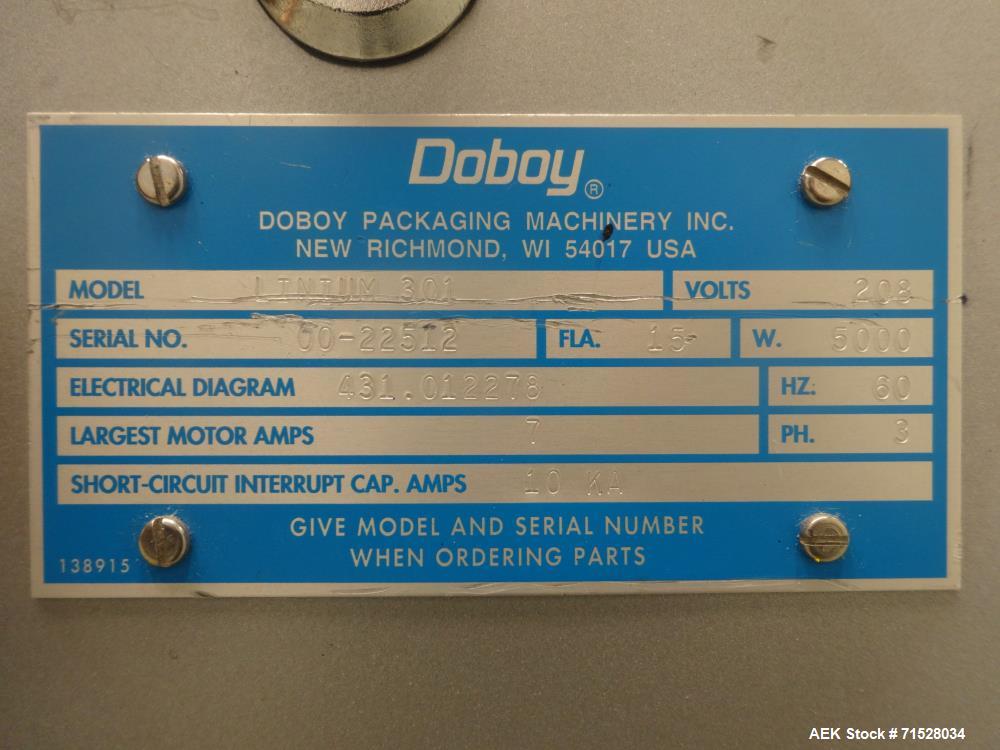 Doboy®
DOBOY PACKAGING MACHINERY INC.
NEW RICHMOND, WI 54017 USA
MODEL LINIUM 301 VOLTS 208
SERIAL NO. 00-22512 FLA. 15 W. 5000
ELECTRICAL DIAGRAM 431.012278 HZ. 60
LARGEST MOTOR AMPS 7 PH. 3
SHORT-CIRCUIT INTERRUPT CAP. AMPS 10 KA
GIVE MODEL AND SERIAL NUMBER
WHEN ORDERING PARTS
138915
AEK Stock # 71528034